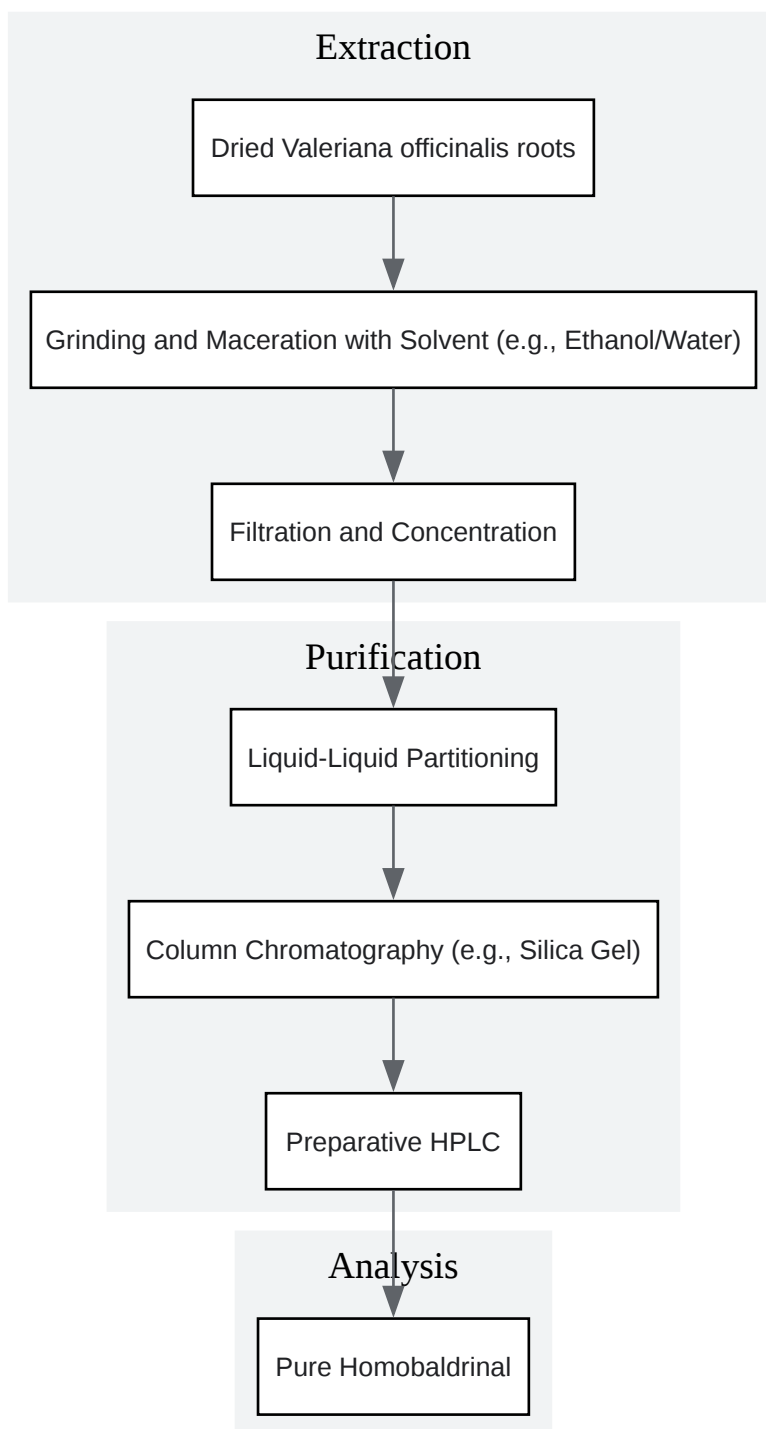 Extraction
Dried Valeriana officinalis roots
Grinding and Maceration with Solvent (e.g., Ethanol/Water)
Filtration and Concentration
Purification
Liquid-Liquid Partitioning
Column Chromatography (e.g., Silica Gel)
Preparative HPLC
Analysis
Pure Homobaldrinal